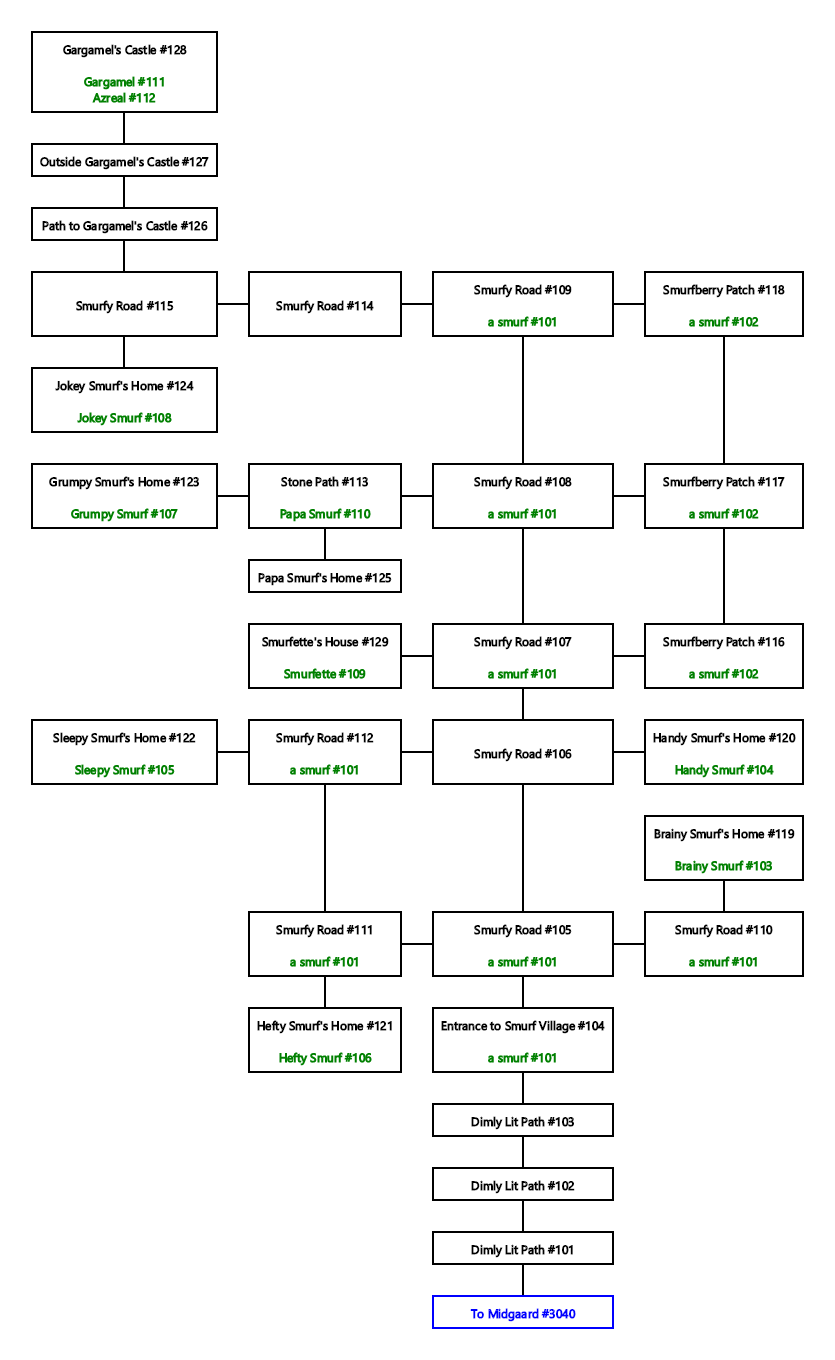 Gargamel's Castle #128
Gargamel #111
Azreal #112
Outside Gargamel's Castle #127
Path to Gargamel's Castle #126
Smurfy Road #115
Smurfy Road #114
Smurfy Road #109
a smurf #101
Smurfberry Patch #118
a smurf #102
Jokey Smurf's Home #124
Jokey Smurf #108
Grumpy Smurf's Home #123
Grumpy Smurf #107
Stone Path #113
Papa Smurf #110
Smurfy Road #108
a smurf #101
Smurfberry Patch #117
a smurf #102
Papa Smurf's Home #125
Smurfette's House #129
Smurfette #109
Smurfy Road #107
a smurf #101
Smurfberry Patch #116
a smurf #102
Sleepy Smurf's Home #122
Sleepy Smurf #105
Smurfy Road #112
a smurf #101
Smurfy Road #106
Handy Smurf's Home #120
Handy Smurf #104
Brainy Smurf's Home #119
Brainy Smurf #103
Smurfy Road #111
a smurf #101
Smurfy Road #105
a smurf #101
Smurfy Road #110
a smurf #101
Hefty Smurf's Home #121
Hefty Smurf #106
Entrance to Smurf Village #104
a smurf #101
Dimly Lit Path #103
Dimly Lit Path #102
Dimly Lit Path #101
To Midgaard #3040